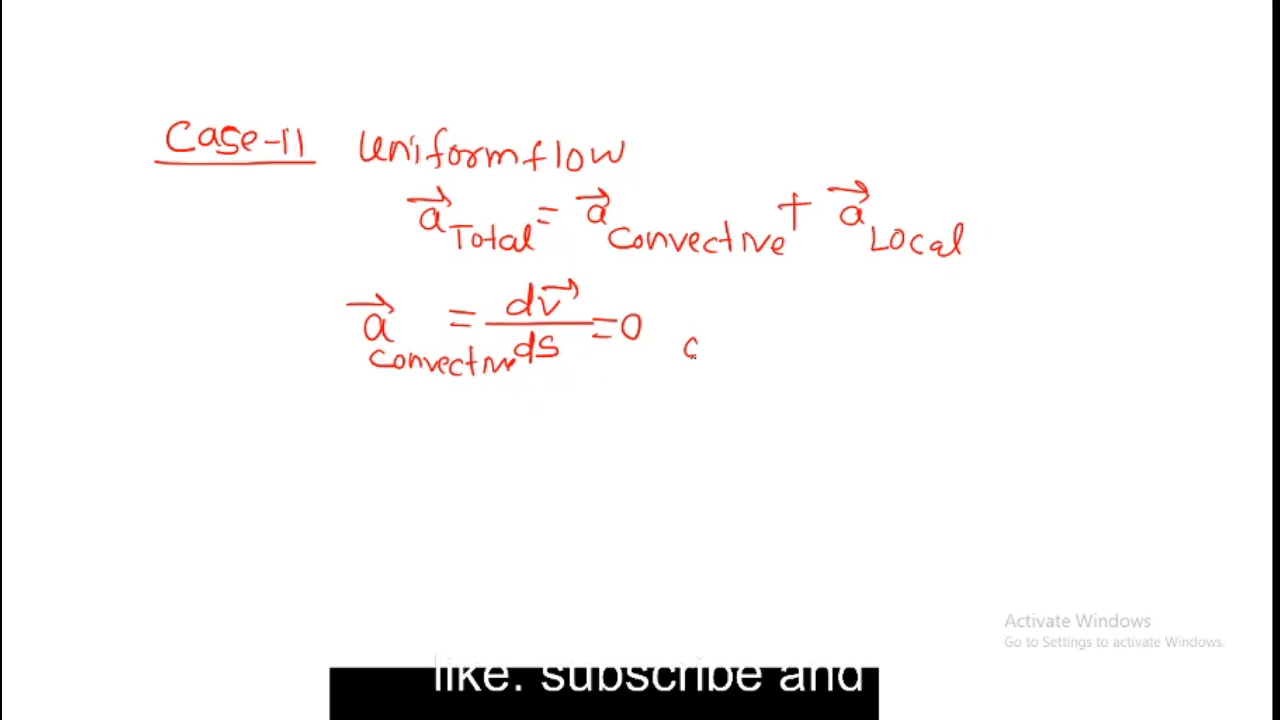 Case-II Uniform flow
a⃗ Total = a⃗ Convective + a⃗ Local
a⃗ Convective = dv⃗/ds = 0
Activate Windows
Go to Settings to activate Windows.
like. subscribe and